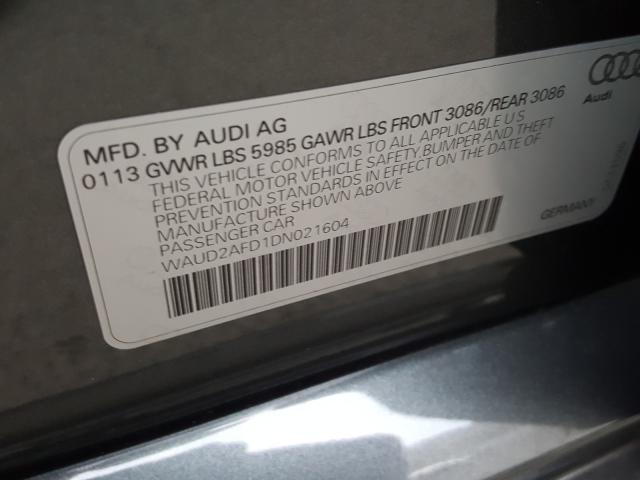 MFD. BY AUDI AG
0113 GVWR LBS 5985 GAWR LBS FRONT 3086/REAR 3086
THIS VEHICLE CONFORMS TO ALL APPLICABLE U S
FEDERAL MOTOR VEHICLE SAFETY,BUMPER AND THEFT
PREVENTION STANDARDS IN EFFECT ON DATE OF
MANUFACTURE SHOWN ABOVE
PASSENGER CAR
WAUD2AFD1DN021604
Audi
GERMANY